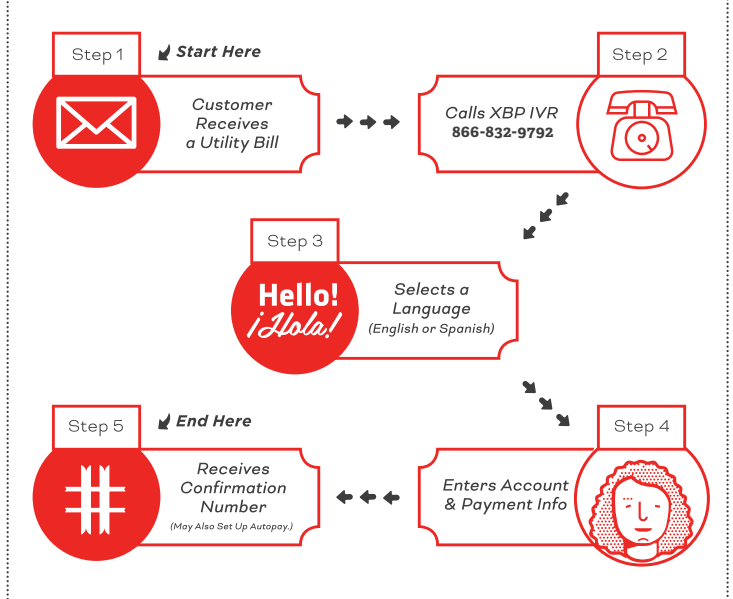 Step 1
Start Here
Customer
Receives
a Utility Bill
Step 2
Calls XBP IVR
866-832-9792
Step 3
Hello!
¡Hola!
Selects a
Language
(English or Spanish)
Step 4
Enters Account
& Payment Info
Step 5
End Here
Receives
Confirmation
Number
(May Also Set Up Autopay.)